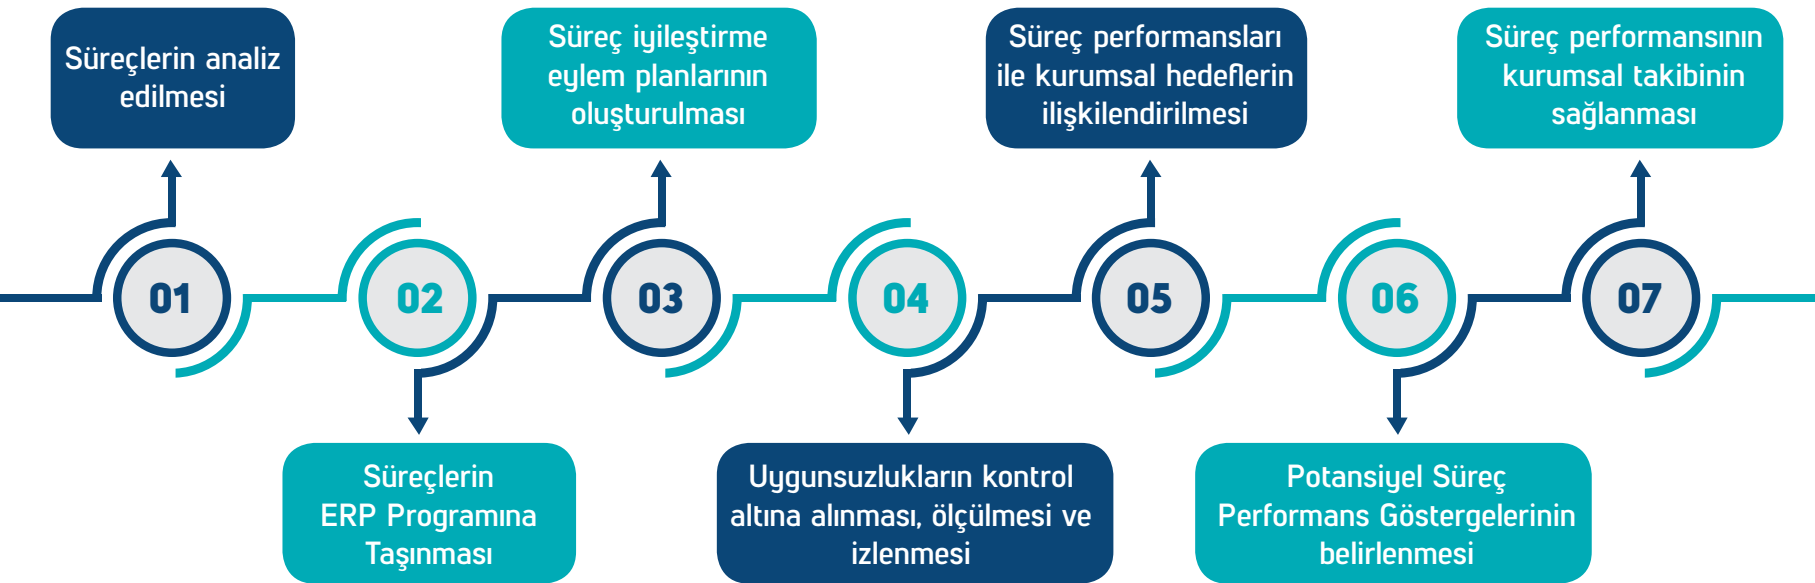 Süreçlerin analiz
edilmesi
01
02
Süreçlerin
ERP Programına
Taşınması
Süreç iyileştirme
eylem planlarının
oluşturulması
03
04
Uygunsuzlukların kontrol
altına alınması, ölçülmesi ve
izlenmesi
Süreç performansları
ile kurumsal hedeflerin
ilişkilendirilmesi
05
06
Potansiyel Süreç
Performans Göstergelerinin
belirlenmesi
Süreç performansının
kurumsal takibinin
sağlanması
07